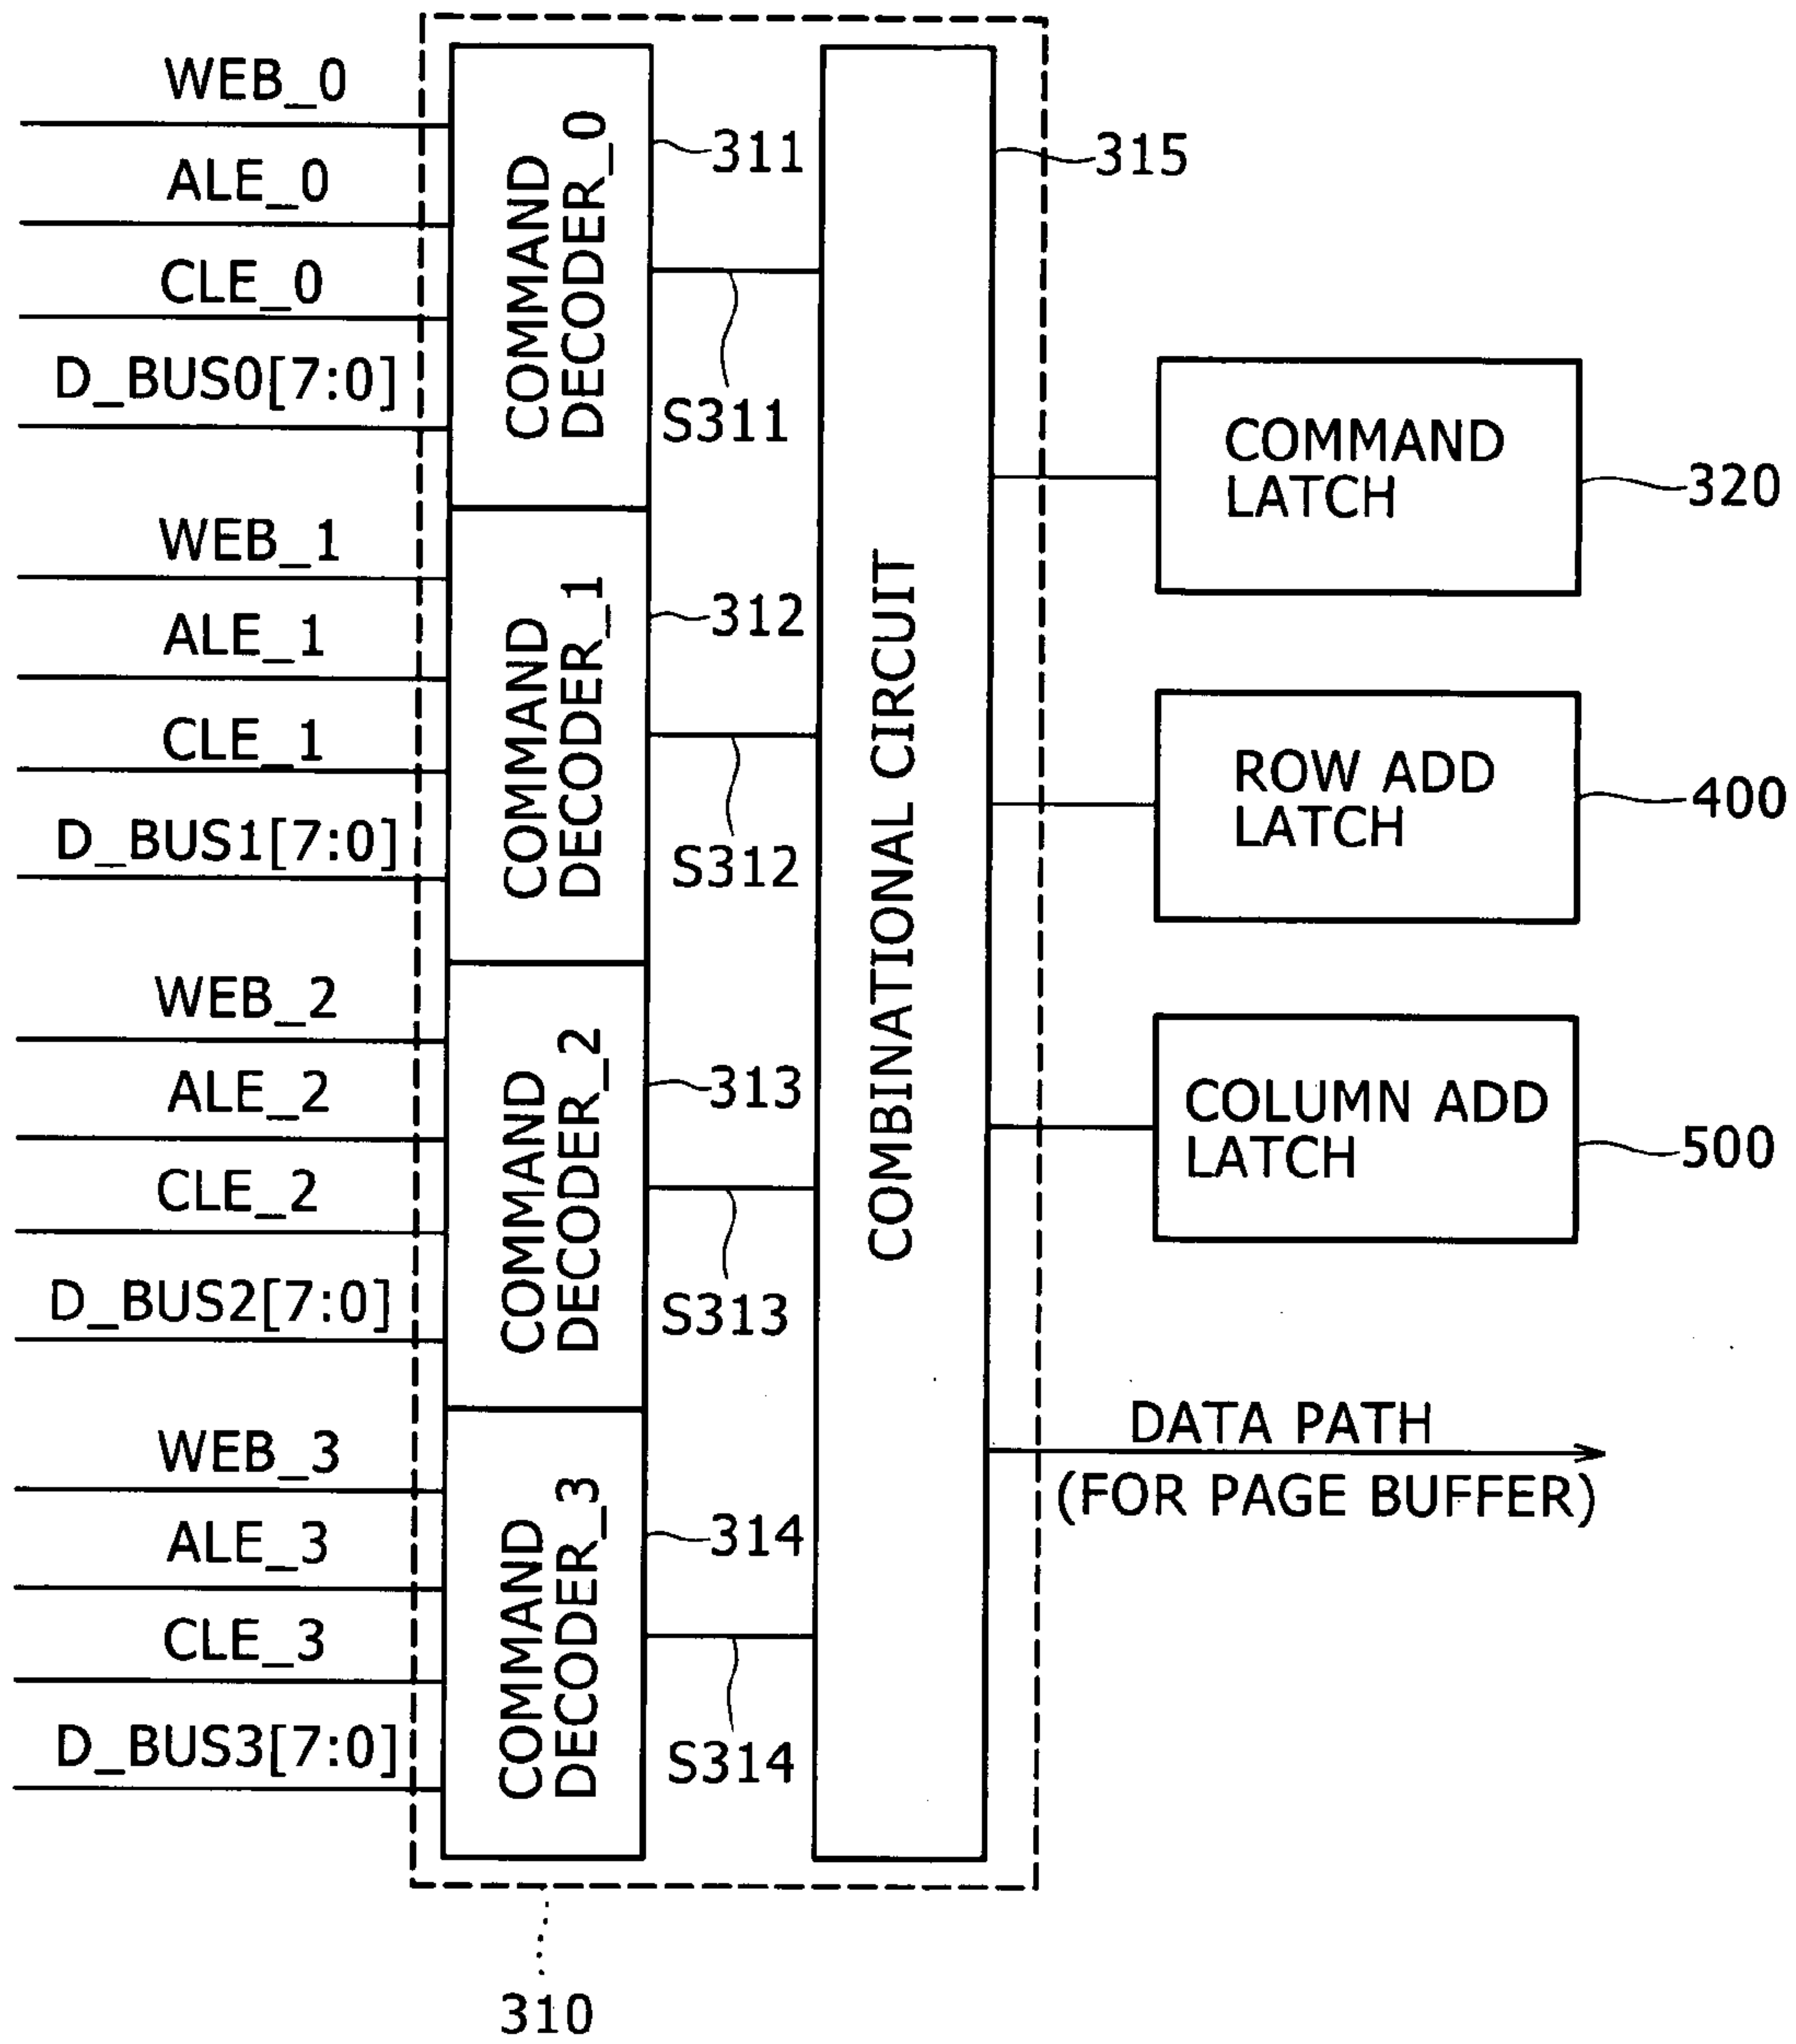 WEB_0
ALE_0
CLE_0
D_BUS0[7:0]
WEB_1
ALE_1
CLE_1
D_BUS1[7:0]
WEB_2
ALE_2
CLE_2
D_BUS2[7:0]
WEB_3
ALE_3
CLE_3
D_BUS3[7:0]
COMMAND
DECODER_0
COMMAND
DECODER_1
COMMAND
DECODER_2
COMMAND
DECODER_3
311
S311
312
S312
313
S313
314
S314
COMBINATIONAL CIRCUIT
315
COMMAND
LATCH
320
ROW ADD
LATCH
400
COLUMN ADD
LATCH
500
DATA PATH
(FOR PAGE BUFFER)
310